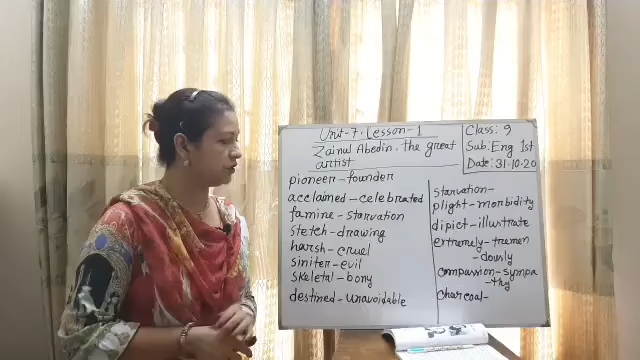 Unit-7, Lesson-1
Zainul Abedin, the great
artist
Class: 9
Sub: Eng 1st
Date: 31.10.20
pioneer - founder
acclaimed - celebrated
famine - starvation
stetch - drawing
harsh - cruel
siniter - evil
skeletal - bony
destined - unavoidable
starvation -
plight - morbidity
dipict - illustrate
extremely - tremen
- dously
compassion - sympa
- thy
charcoal -